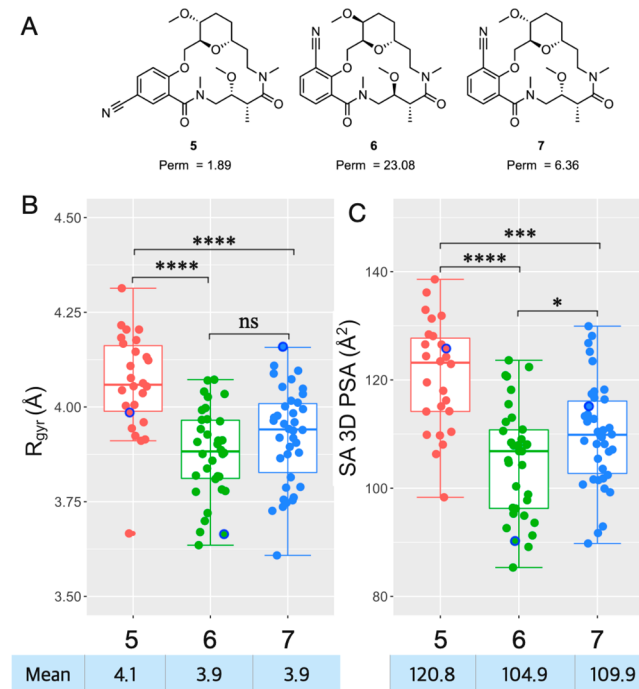 A
O
N
O
O
N
O
O
N
O
O
N
O
N
O
O
N
O
O
N
O
O
N
O
O
N
O
O
N
O
5 6 7
Perm = 1.89 Perm = 23.08 Perm = 6.36
B C
4.50
4.25
4.00
3.75
3.50
Rgyr (Å)
****
****
ns
5 6 7
140
120
100
80
SA 3D PSA (Å²)
***
****
*
5 6 7
Mean 4.1 3.9 3.9 120.8 104.9 109.9